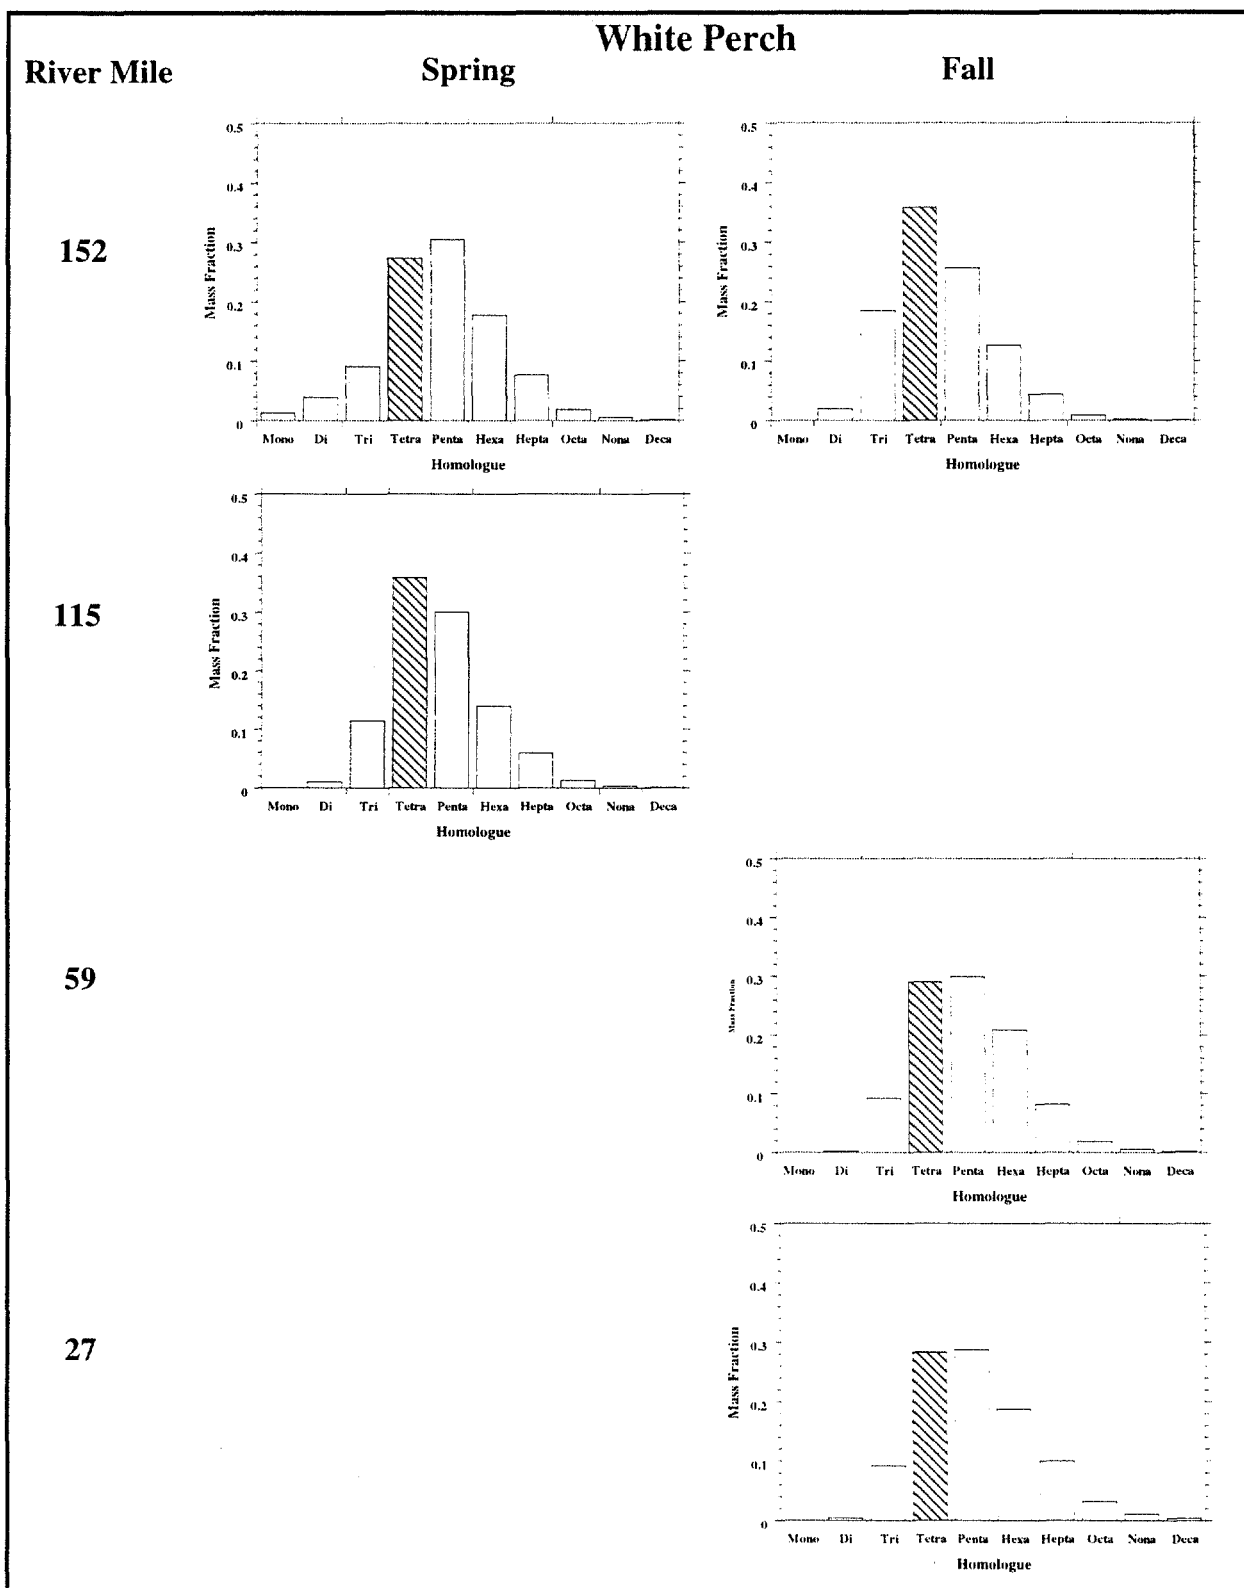 White Perch
River Mile Spring Fall
152
0.5
0.4
0.3
0.2
0.1
0
Mass Fraction
Mono Di Tri Tetra Penta Hexa Hepta Octa Nona Deca
Homologue
0.5
0.4
0.3
0.2
0.1
0
Mass Fraction
Mono Di Tri Tetra Penta Hexa Hepta Octa Nona Deca
Homologue
115
0.5
0.4
0.3
0.2
0.1
0
Mass Fraction
Mono Di Tri Tetra Penta Hexa Hepta Octa Nona Deca
Homologue
59
0.5
0.4
0.3
0.2
0.1
0
Mass Fraction
Mono Di Tri Tetra Penta Hexa Hepta Octa Nona Deca
Homologue
27
0.5
0.4
0.3
0.2
0.1
0
Mass Fraction
Mono Di Tri Tetra Penta Hexa Hepta Octa Nona Deca
Homologue